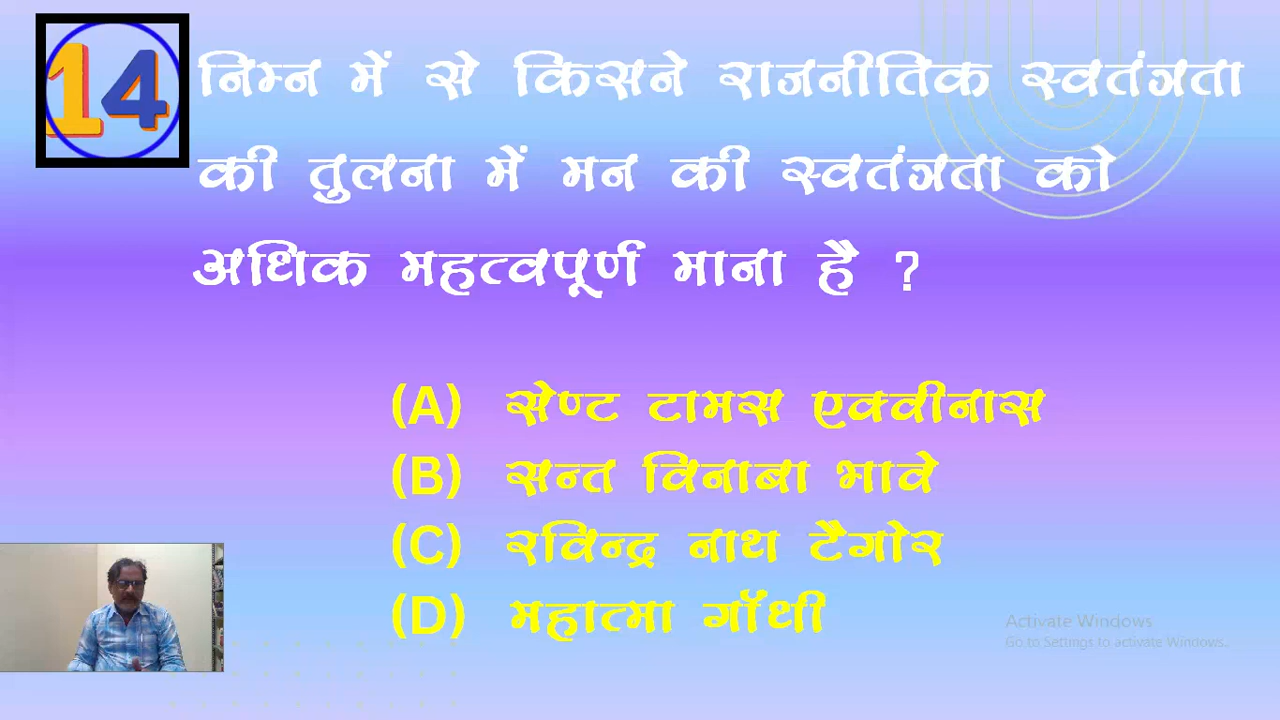 14
निम्न में से किसने राजनीतिक स्वतंत्रता
की तुलना में मन की स्वतंत्रता को
अधिक महत्वपूर्ण माना है ?
(A) सेण्ट टामस एक्वीनास
(B) सन्त विनाबा भावे
(C) रविन्द्र नाथ टैगोर
(D) महात्मा गाँधी
Activate Windows
Go to Settings to activate Windows.